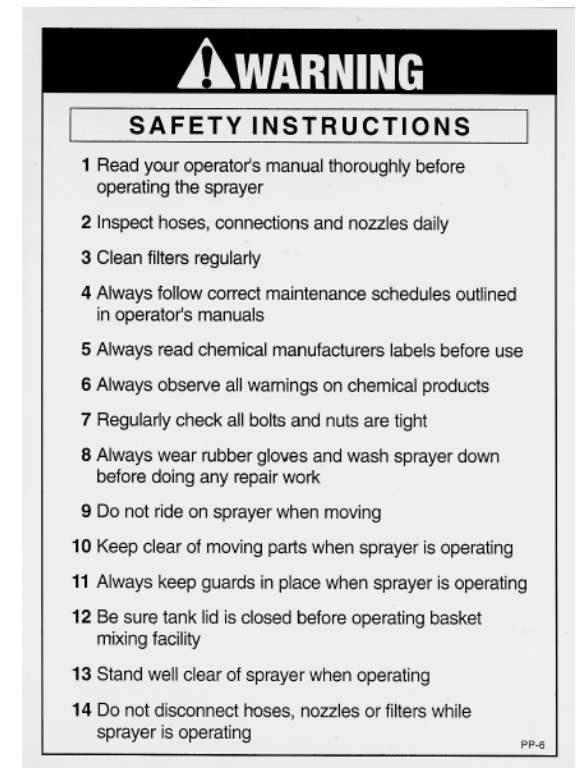 WARNING
SAFETY INSTRUCTIONS
1 Read your operator's manual thoroughly before
operating the sprayer
2 Inspect hoses, connections and nozzles daily
3 Clean filters regularly
4 Always follow correct maintenance schedules outlined
in operator's manuals
5 Always read chemical manufacturers labels before use
6 Always observe all warnings on chemical products
7 Regularly check all bolts and nuts are tight
8 Always wear rubber gloves and wash sprayer down
before doing any repair work
9 Do not ride on sprayer when moving
10 Keep clear of moving parts when sprayer is operating
11 Always keep guards in place when sprayer is operating
12 Be sure tank lid is closed before operating basket
mixing facility
13 Stand well clear of sprayer when operating
14 Do not disconnect hoses, nozzles or filters while
sprayer is operating
PP-6